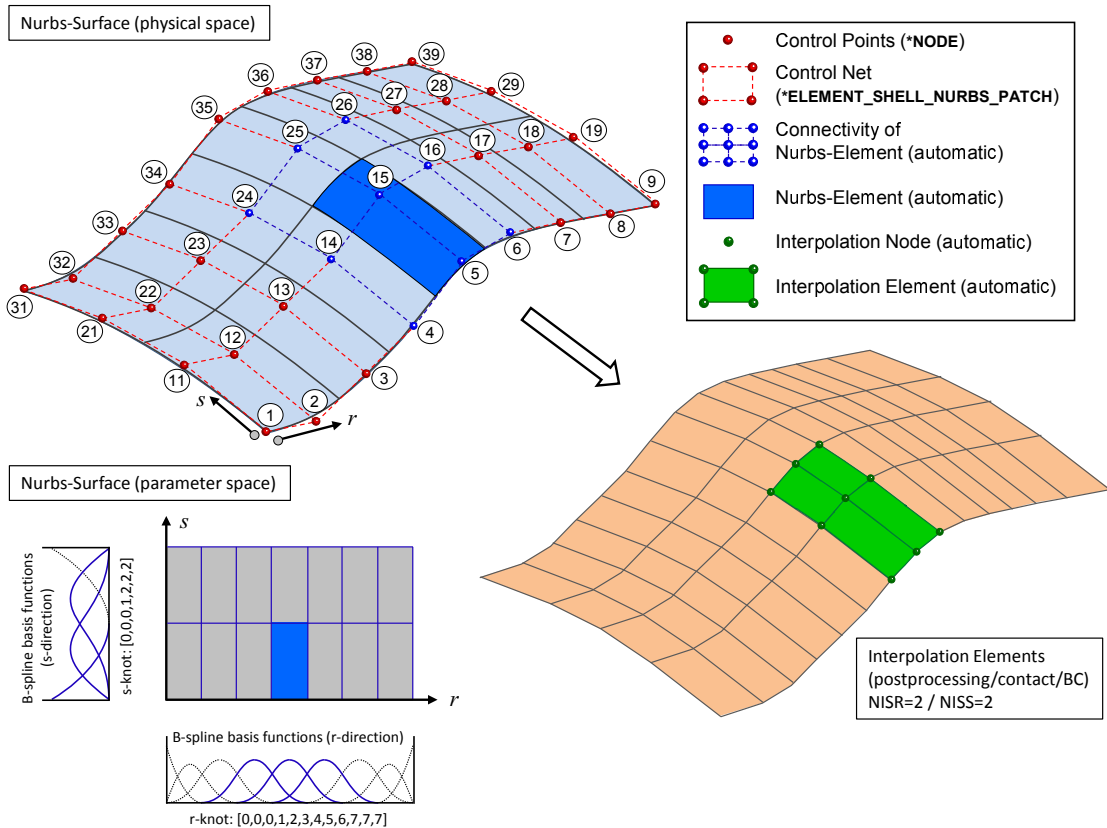 Nurbs-Surface (physical space)
39
38
37
36
29
28
27
26
35
19
18
17
16
25
15
34
9
8
7
6
24
14
5
33
23
13
4
32
22
12
3
31
21
11
2
1
s
r
Control Points (*NODE)
Control Net
(*ELEMENT_SHELL_NURBS_PATCH)
Connectivity of
Nurbs-Element (automatic)
Nurbs-Element (automatic)
Interpolation Node (automatic)
Interpolation Element (automatic)
Nurbs-Surface (parameter space)
s
r
B-spline basis functions
(s-direction)
s-knot: [0,0,0,1,2,2,2]
B-spline basis functions (r-direction)
r-knot: [0,0,0,1,2,3,4,5,6,7,7,7]
Interpolation Elements
(postprocessing/contact/BC)
NISR=2 / NISS=2